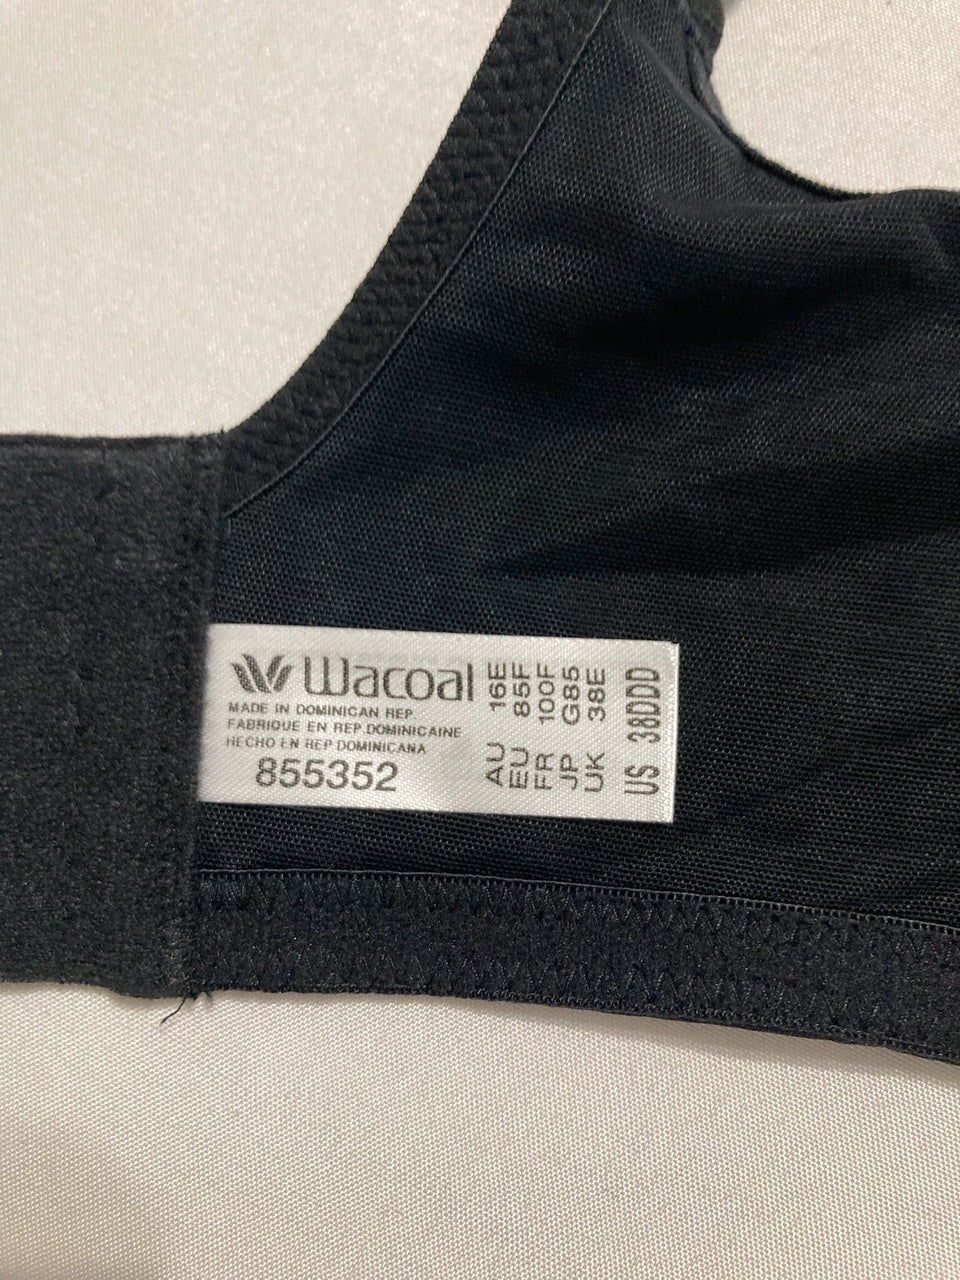 Wacoal
MADE IN DOMINICAN REP.
FABRIQUE EN REP.DOMINICAINE
HECHO EN REP.DOMINICANA
855352
AU 16E
EU 85F
FR 100F
JP G85
UK 38E
US 38DDD